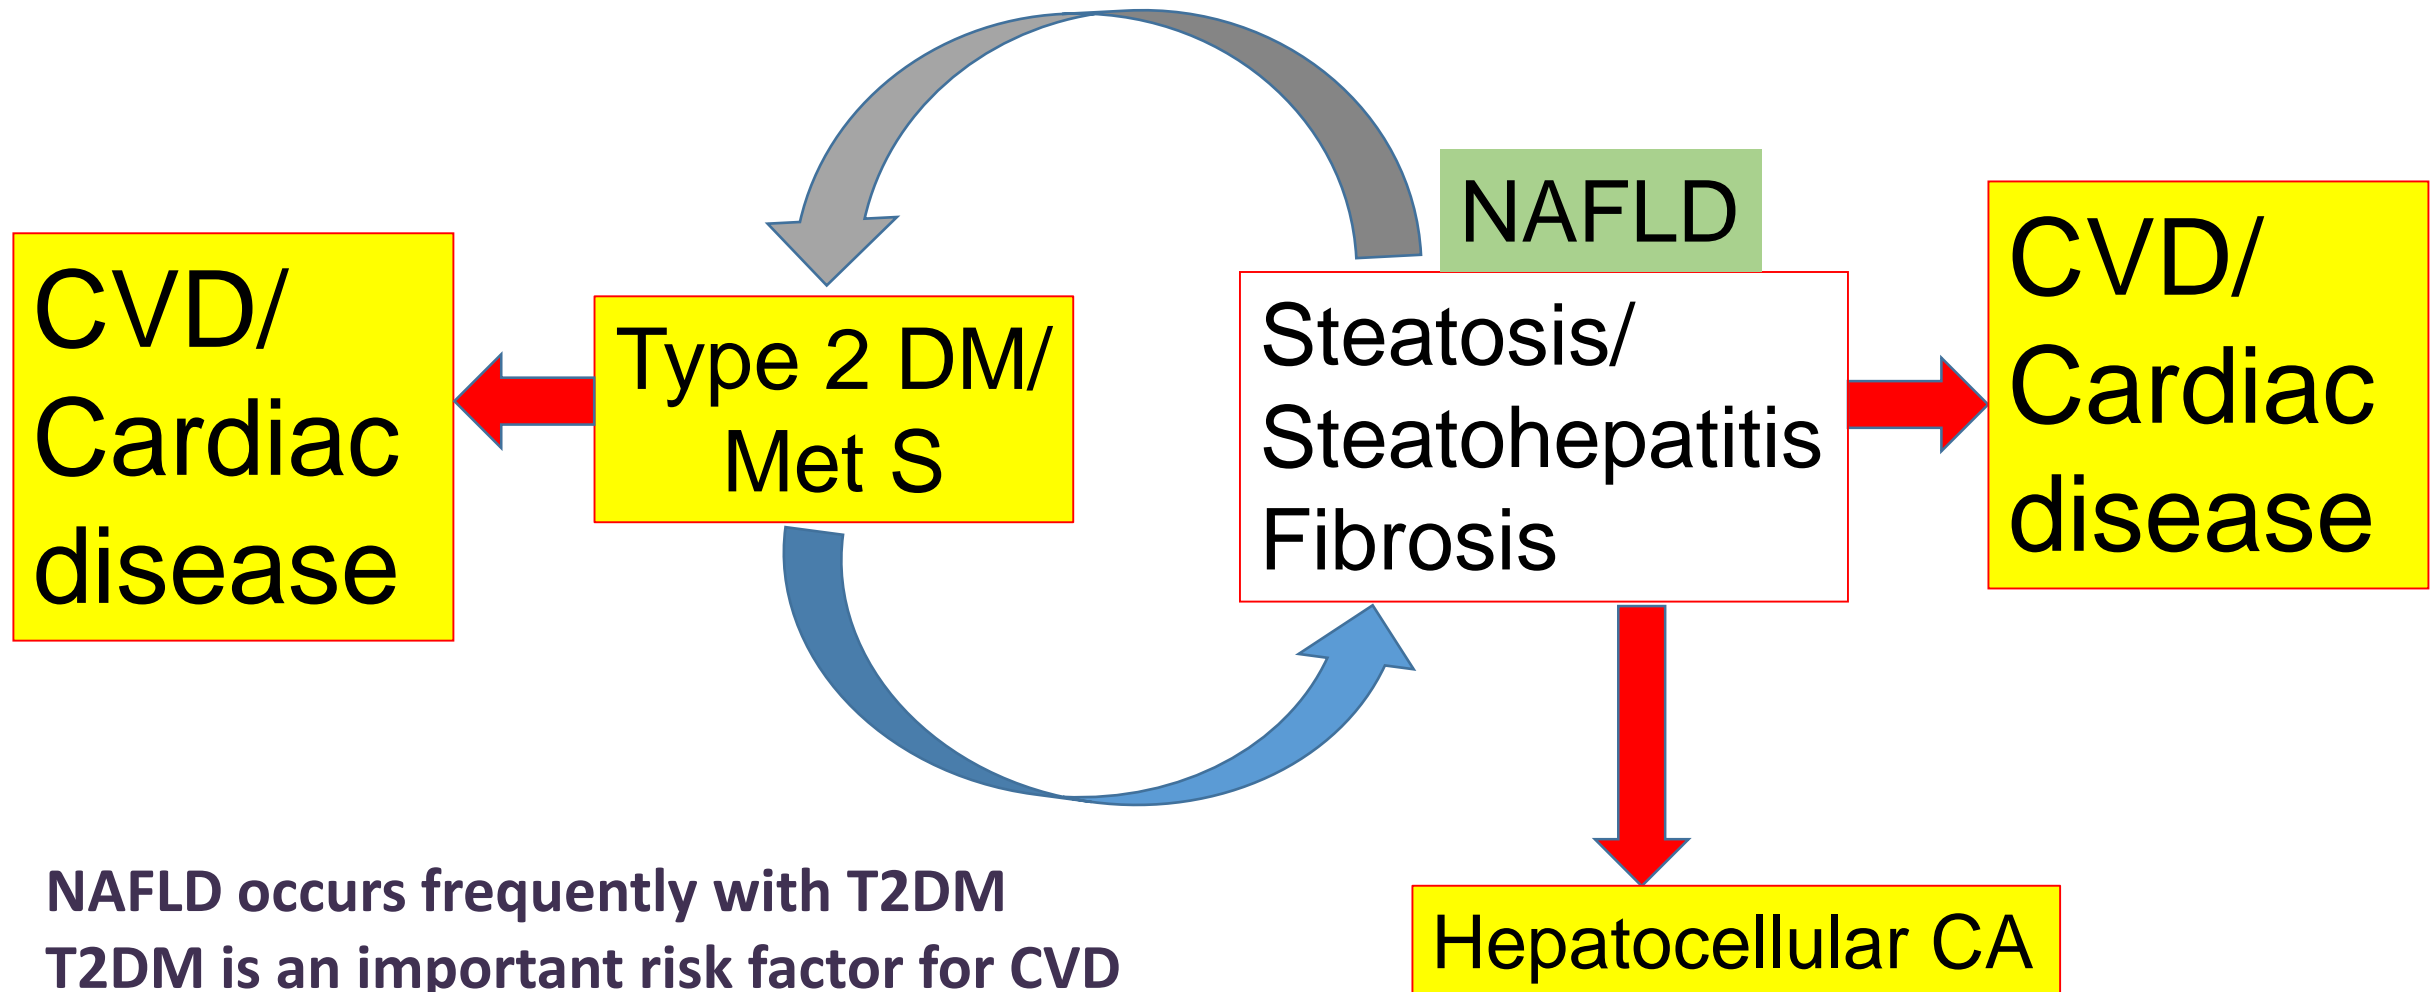 CVD/
Cardiac
disease
Type 2 DM/
Met S
NAFLD
Steatosis/
Steatohepatitis
Fibrosis
CVD/
Cardiac
disease
Hepatocellular CA
NAFLD occurs frequently with T2DM
T2DM is an important risk factor for CVD